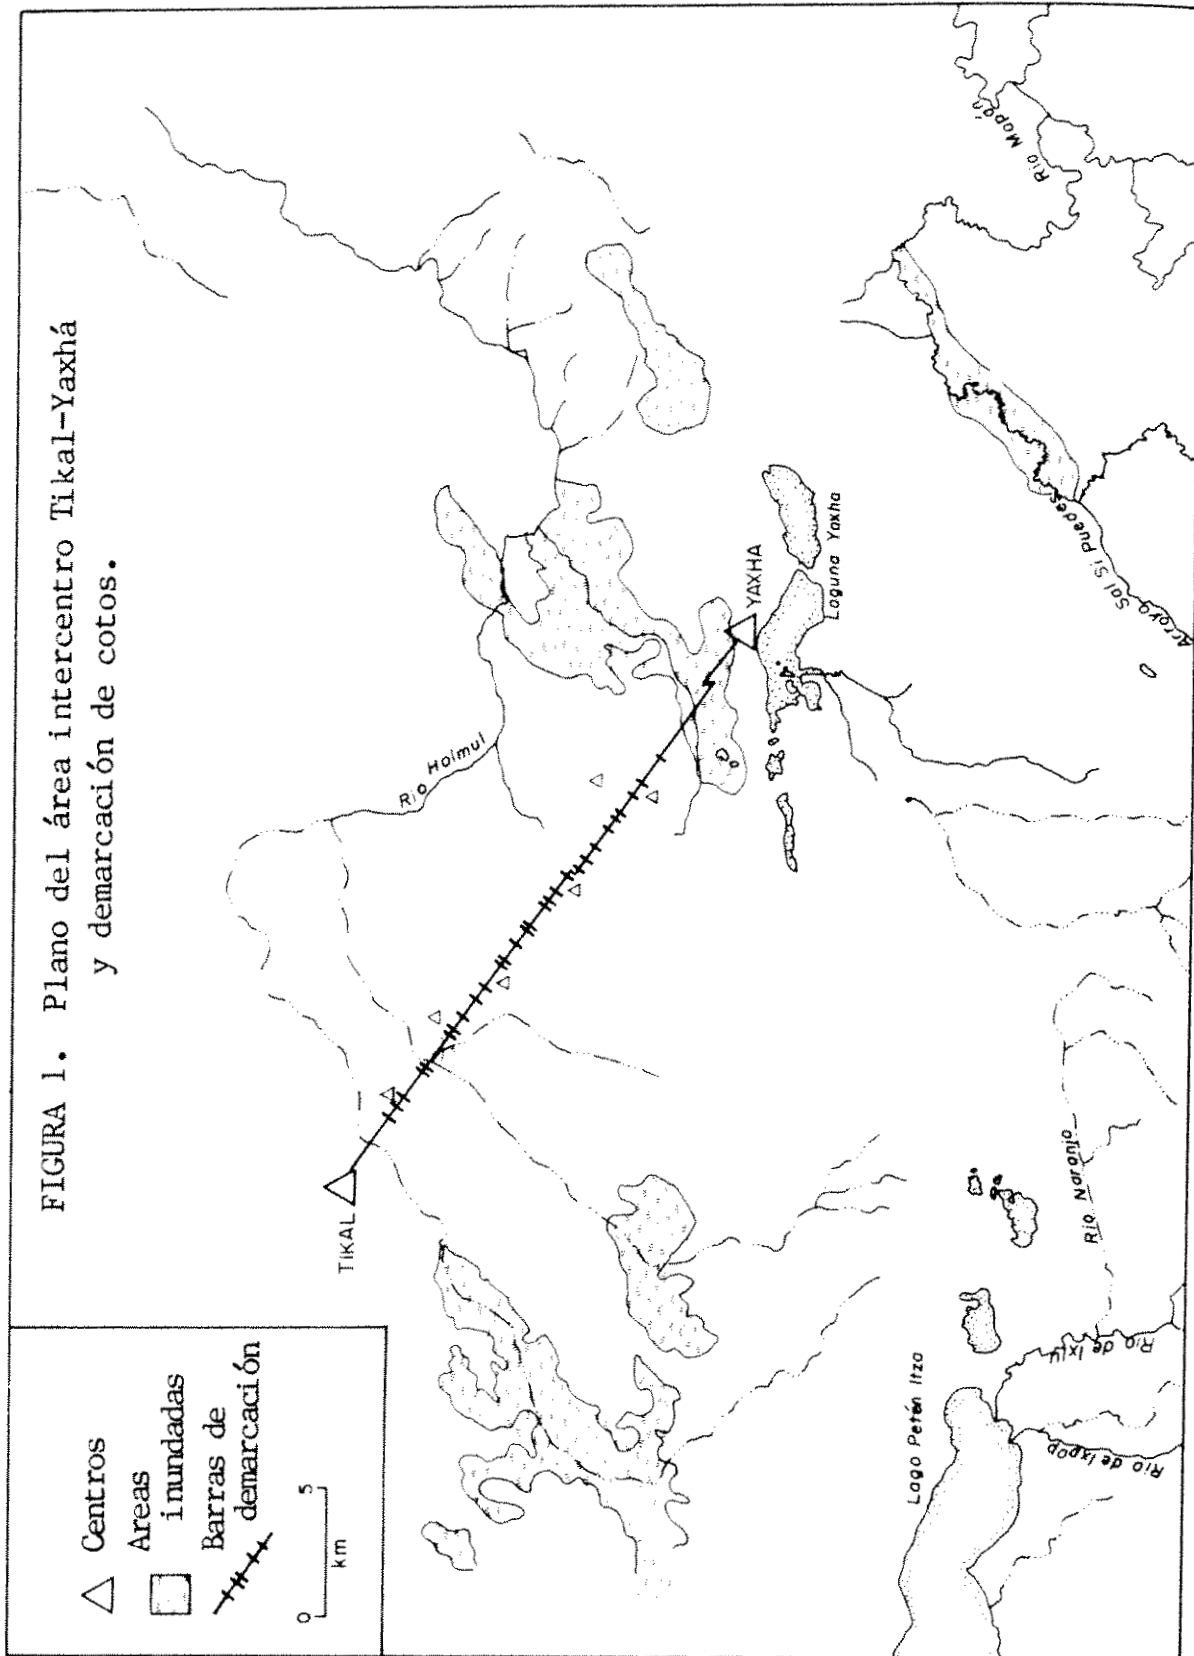 FIGURA 1. Plano del área intercentro Tikal-Yaxhá
y demarcación de cotos.
Centros
Areas
inundadas
Barras de
demarcación
0 5
km
TIKAL
Rio Holmul
YAXHA
Laguna Yaxha
Rio Mopán
Arroyo Sal Si Puedes
Lago Petén Itza
Rio Naranjo
Rio de Ixlu
Rio de Ixpop